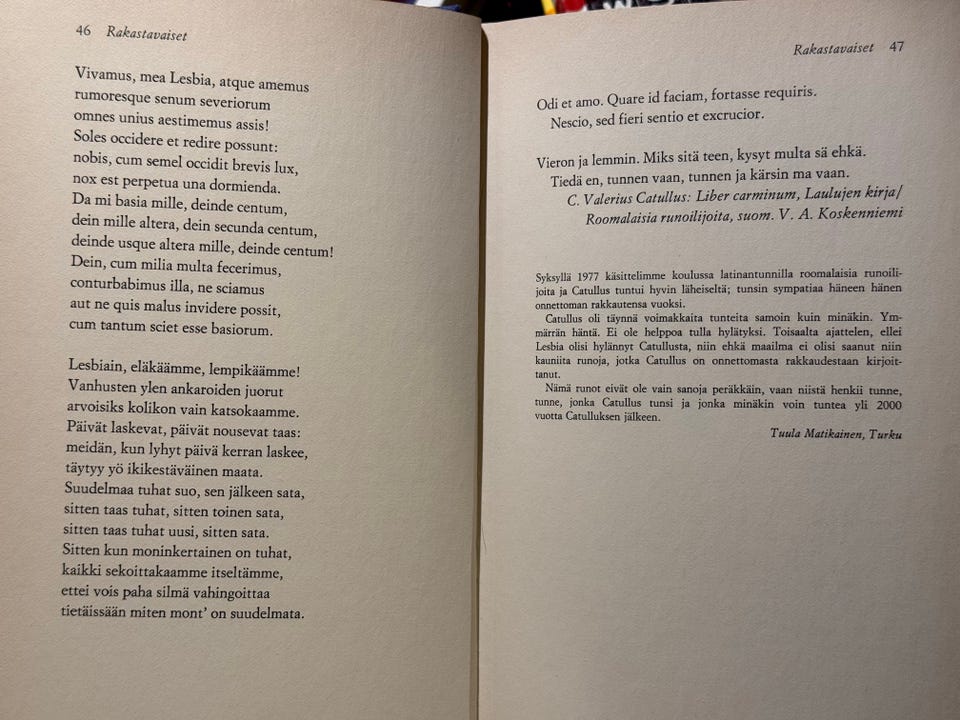 46 Rakastavaiset
Vivamus, mea Lesbia, atque amemus
rumoresque senum severiorum
omnes unius aestimemus assis!
Soles occidere et redire possunt:
nobis, cum semel occidit brevis lux,
nox est perpetua una dormienda.
Da mi basia mille, deinde centum,
dein mille altera, dein secunda centum,
deinde usque altera mille, deinde centum!
Dein, cum milia multa fecerimus,
conturbabimus illa, ne sciamus
aut ne quis malus invidere possit,
cum tantum sciet esse basiorum.
Lesbiain, eläkäämme, lempikäämme!
Vanhusten ylen ankaroiden juorut
arvoisiks kolikon vain katsokaamme.
Päivät laskevat, päivät nousevat taas:
meidän, kun lyhyt päivä kerran laskee,
täytyy yö ikikestäväinen maata.
Suudelmaa tuhat suo, sen jälkeen sata,
sitten taas tuhat, sitten toinen sata,
sitten taas tuhat uusi, sitten sata.
Sitten kun moninkertainen on tuhat,
kaikki sekoittakaamme itseltämme,
ettei vois paha silmä vahingoittaa
tietäissään miten mont' on suudelmata.
Rakastavaiset 47
Odi et amo. Quare id faciam, fortasse requiris.
Nescio, sed fieri sentio et excrucior.
Vieron ja lemmin. Miks sitä teen, kysyt multa sä ehkä.
Tiedä en, tunnen vaan, tunnen ja kärsin ma vaan.
C. Valerius Catullus: Liber carminum, Laulujen kirja/
Roomalaisia runoilijoita, suom. V. A. Koskenniemi
Syksyllä 1977 käsittelimme koulussa latinantunnilla roomalaisia runoili-
joita ja Catullus tuntui hyvin läheiseltä; tunsin sympatiaa häneen hänen
onnettoman rakkautensa vuoksi.
Catullus oli täynnä voimakkaita tunteita samoin kuin minäkin. Ym-
märrän häntä. Ei ole helppoa tulla hylätyksi. Toisaalta ajattelen, ellei
Lesbia olisi hylännyt Catullusta, niin ehkä maailma ei olisi saanut niin
kauniita runoja, jotka Catullus on onnettomasta rakkaudestaan kirjoit-
tanut.
Nämä runot eivät ole vain sanoja peräkkäin, vaan niistä henkii tunne,
tunne, jonka Catullus tunsi ja jonka minäkin voin tuntea yli 2000
vuotta Catulluksen jälkeen.
Tuula Matikainen, Turku